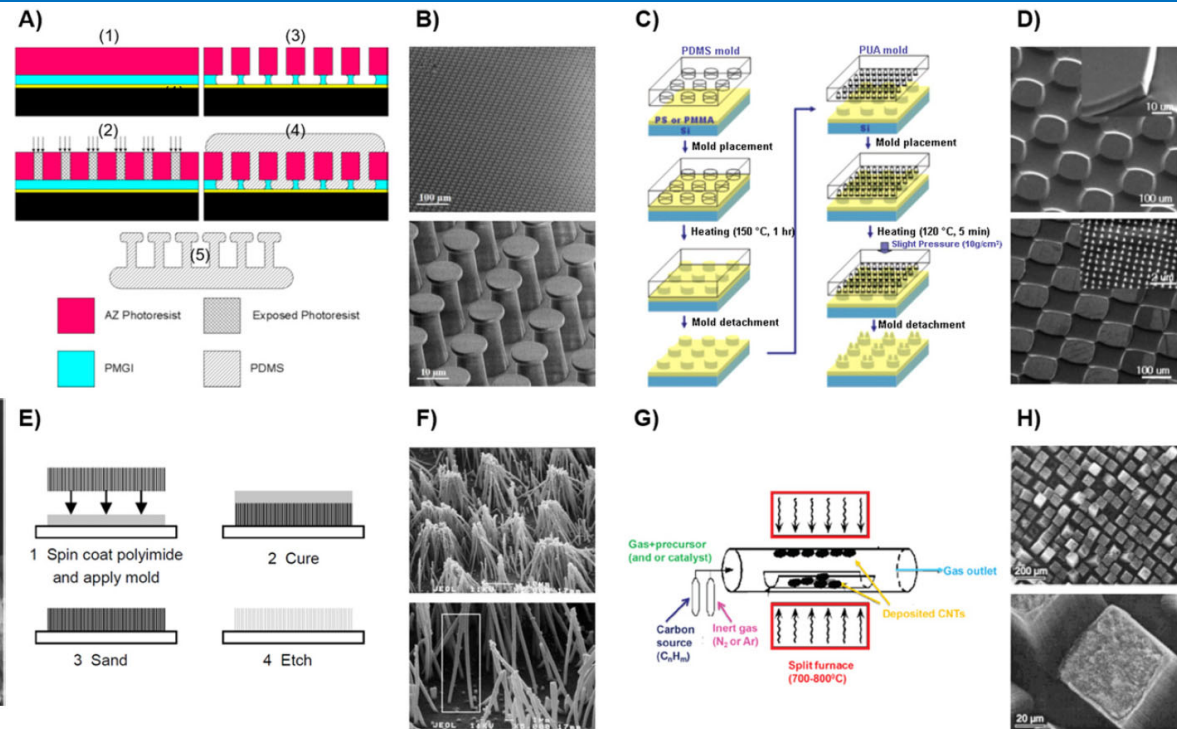 A)
(1)
(3)
(2)
(4)
(5)
AZ Photoresist
Exposed Photoresist
PMGI
PDMS
B)
100 μm
10 μm
C)
PDMS mold
PUA mold
PS or PMMA
Si
Si
Mold placement
Mold placement
Heating (150 °C, 1 hr)
Heating (120 °C, 5 min)
Slight Pressure (10g/cm²)
Mold detachment
Mold detachment
D)
10 um
100 um
100 um
E)
1 Spin coat polyimide
and apply mold
2 Cure
3 Sand
4 Etch
F)
JEOL
JEOL
G)
Gas+precursor
(and or catalyst)
Gas outlet
Deposited CNTs
Carbon
source
(CnHm)
Inert gas
(N₂ or Ar)
Split furnace
(700-800⁰C)
H)
200 μm
20 μm